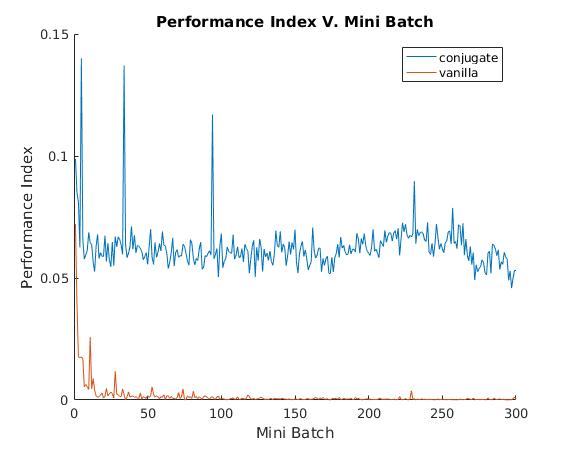 Performance Index V. Mini Batch
0.15
conjugate
vanilla
0.1
Performance Index
0.05
0
0
50
100
150
200
250
300
Mini Batch